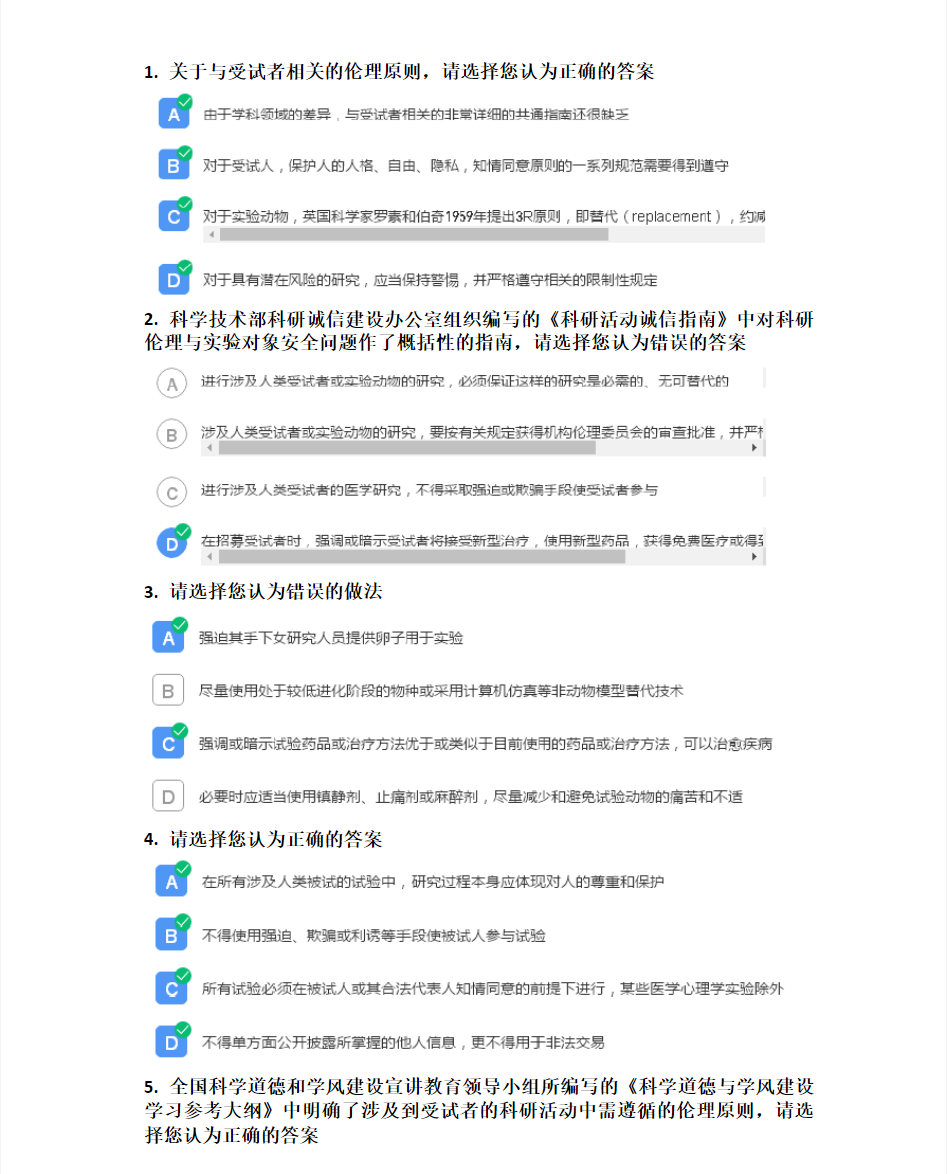 1. 关于与受试者相关的伦理原则，请选择您认为正确的答案
A 由于学科领域的差异，与受试者相关的非常详细的共通指南还很缺乏
B 对于受试人，保护人的人格、自由、隐私，知情同意原则的一系列规范需要得到遵守
C 对于实验动物，英国科学家罗素和伯奇1959年提出3R原则，即替代（replacement），约减
D 对于具有潜在风险的研究，应当保持警惕，并严格遵守相关的限制性规定
2. 科学技术部科研诚信建设办公室组织编写的《科研活动诚信指南》中对科研
伦理与实验对象安全问题作了概括性的指南，请选择您认为错误的答案
A 进行涉及人类受试者或实验动物的研究，必须保证这样的研究是必需的、无可替代的
B 涉及人类受试者或实验动物的研究，要按有关规定获得机构伦理委员会的审查批准，并严
C 进行涉及人类受试者的医学研究，不得采取强迫或欺骗手段使受试者参与
D 在招募受试者时，强调或暗示受试者将接受新型治疗，使用新型药品，获得免费医疗或得
3. 请选择您认为错误的做法
A 强迫其手下女研究人员提供卵子用于实验
B 尽量使用处于较低进化阶段的物种或采用计算机仿真等非动物模型替代技术
C 强调或暗示试验药品或治疗方法优于或类似于目前使用的药品或治疗方法，可以治愈疾病
D 必要时应适当使用镇静剂、止痛剂或麻醉剂，尽量减少和避免试验动物的痛苦和不适
4. 请选择您认为正确的答案
A 在所有涉及人类被试的试验中，研究过程本身应体现对人的尊重和保护
B 不得使用强迫、欺骗或利诱等手段使被试人参与试验
C 所有试验必须在被试人或其合法代表人知情同意的前提下进行，某些医学心理学实验除外
D 不得单方面公开披露所掌握的他人信息，更不得用于非法交易
5. 全国科学道德和学风建设宣讲教育领导小组所编写的《科学道德与学风建设
学习参考大纲》中明确了涉及到受试者的科研活动中需遵循的伦理原则，请选
择您认为正确的答案